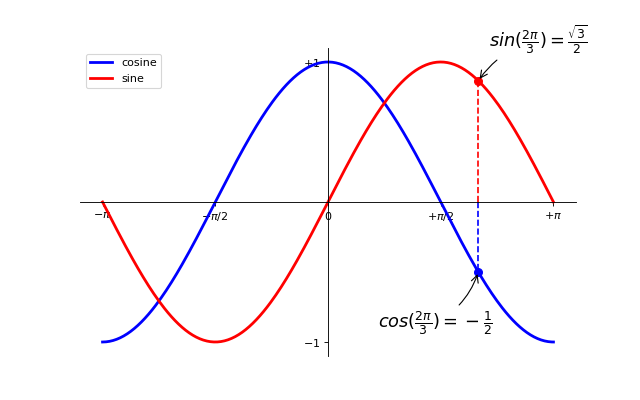 sin(2π/3) = √3/2
cosine
sine
+1
−π
−π/2
0
+π/2
+π
cos(2π/3) = −1/2
−1